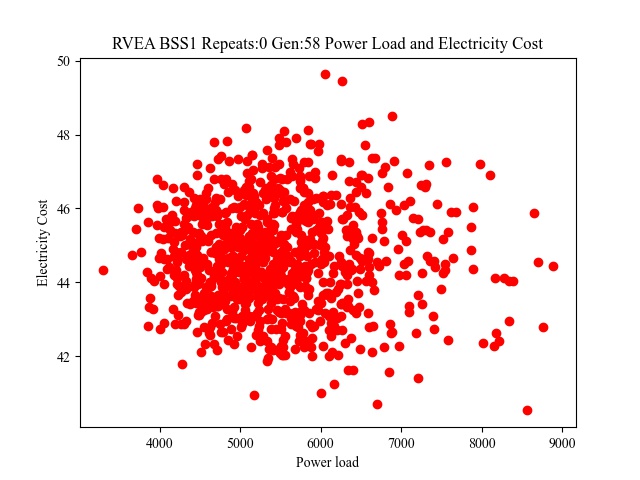 RVEA BSS1 Repeats:0 Gen:58 Power Load and Electricity Cost
50
48
46
44
42
Electricity Cost
4000 5000 6000 7000 8000 9000
Power load